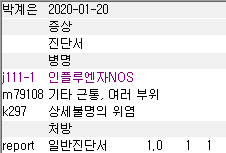 박계은 2020-01-20
증상
진단서
병명
j111-1 인플루엔자NOS
m79108 기타 근통, 여러 부위
k297 상세불명의 위염
처방
report 일반진단서 1,0 1 1